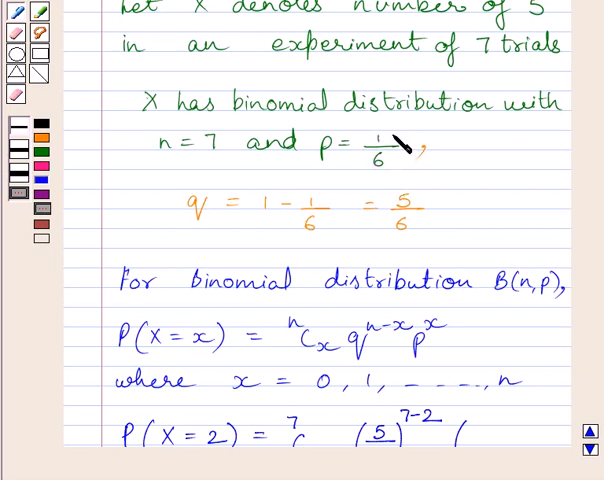 Let X denotes number of 5
in an experiment of 7 trials
X has binomial distribution with
n = 7 and p = 1/6 ,
q = 1 - 1/6 = 5/6
For binomial distribution B(n,p),
P(X = x) = ⁿCₓ qⁿ⁻ˣ pˣ
where x = 0, 1, - - - - -, n
P(X = 2) = ⁷C (5)⁷⁻² (